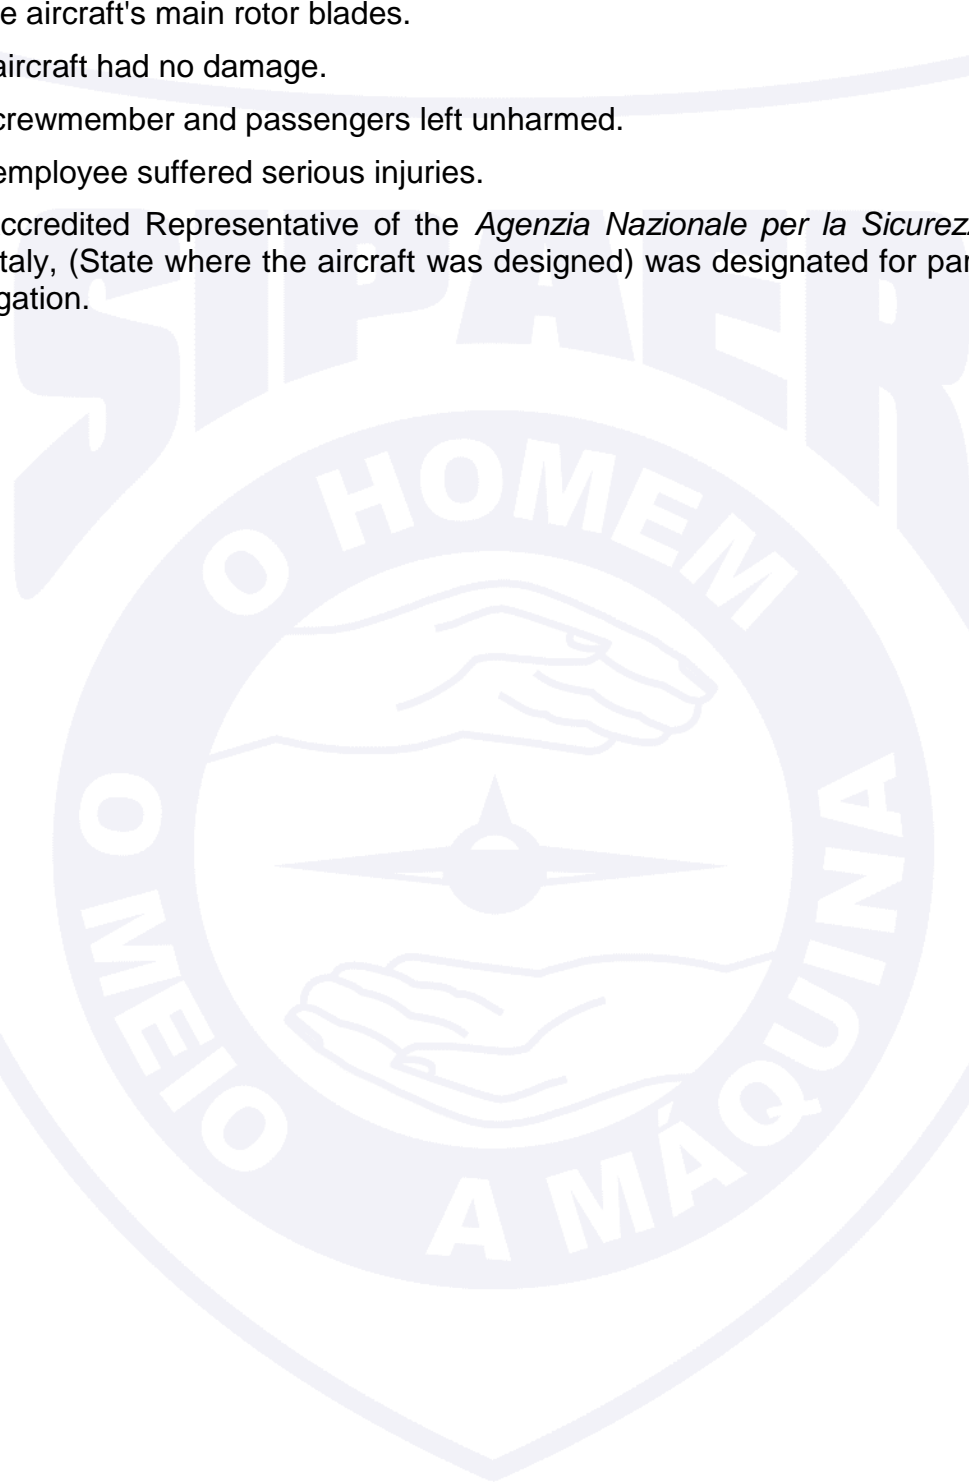 e aircraft's main rotor blades.
aircraft had no damage.
crewmember and passengers left unharmed.
employee suffered serious injuries.
ccredited Representative of the Agenzia Nazionale per la Sicurezz
taly, (State where the aircraft was designed) was designated for par
gation.
SIPAER
O HOMEM
O MEIO
A MÁQUINA